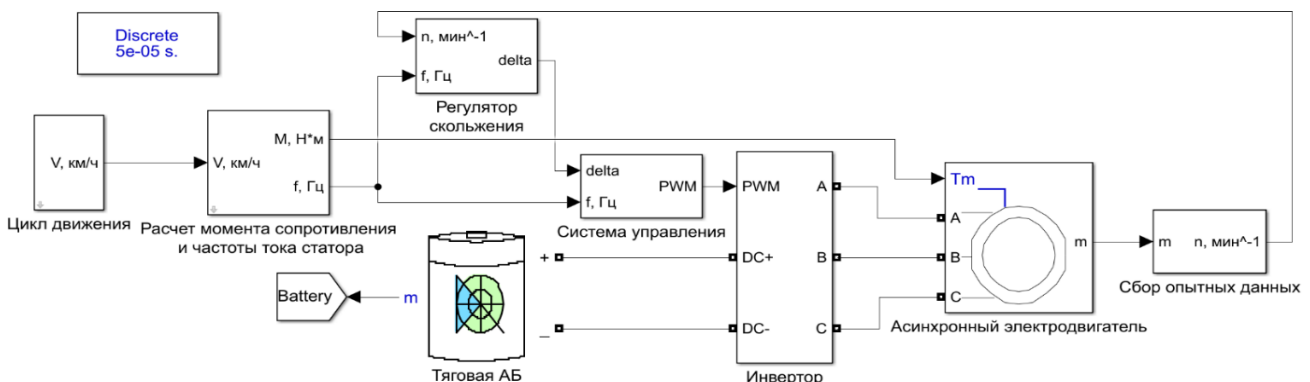 Discrete
5e-05 s.
n, мин^-1
delta
f, Гц
Регулятор
скольжения
V, км/ч
Цикл движения
V, км/ч
M, Н*м
f, Гц
Расчет момента сопротивления
и частоты тока статора
delta
PWM
f, Гц
Система управления
Battery
m
+
_
Тяговая АБ
PWM
A
DC+
B
DC-
C
Инвертор
Tm
A
B
C
m
Асинхронный электродвигатель
m
n, мин^-1
Сбор опытных данных